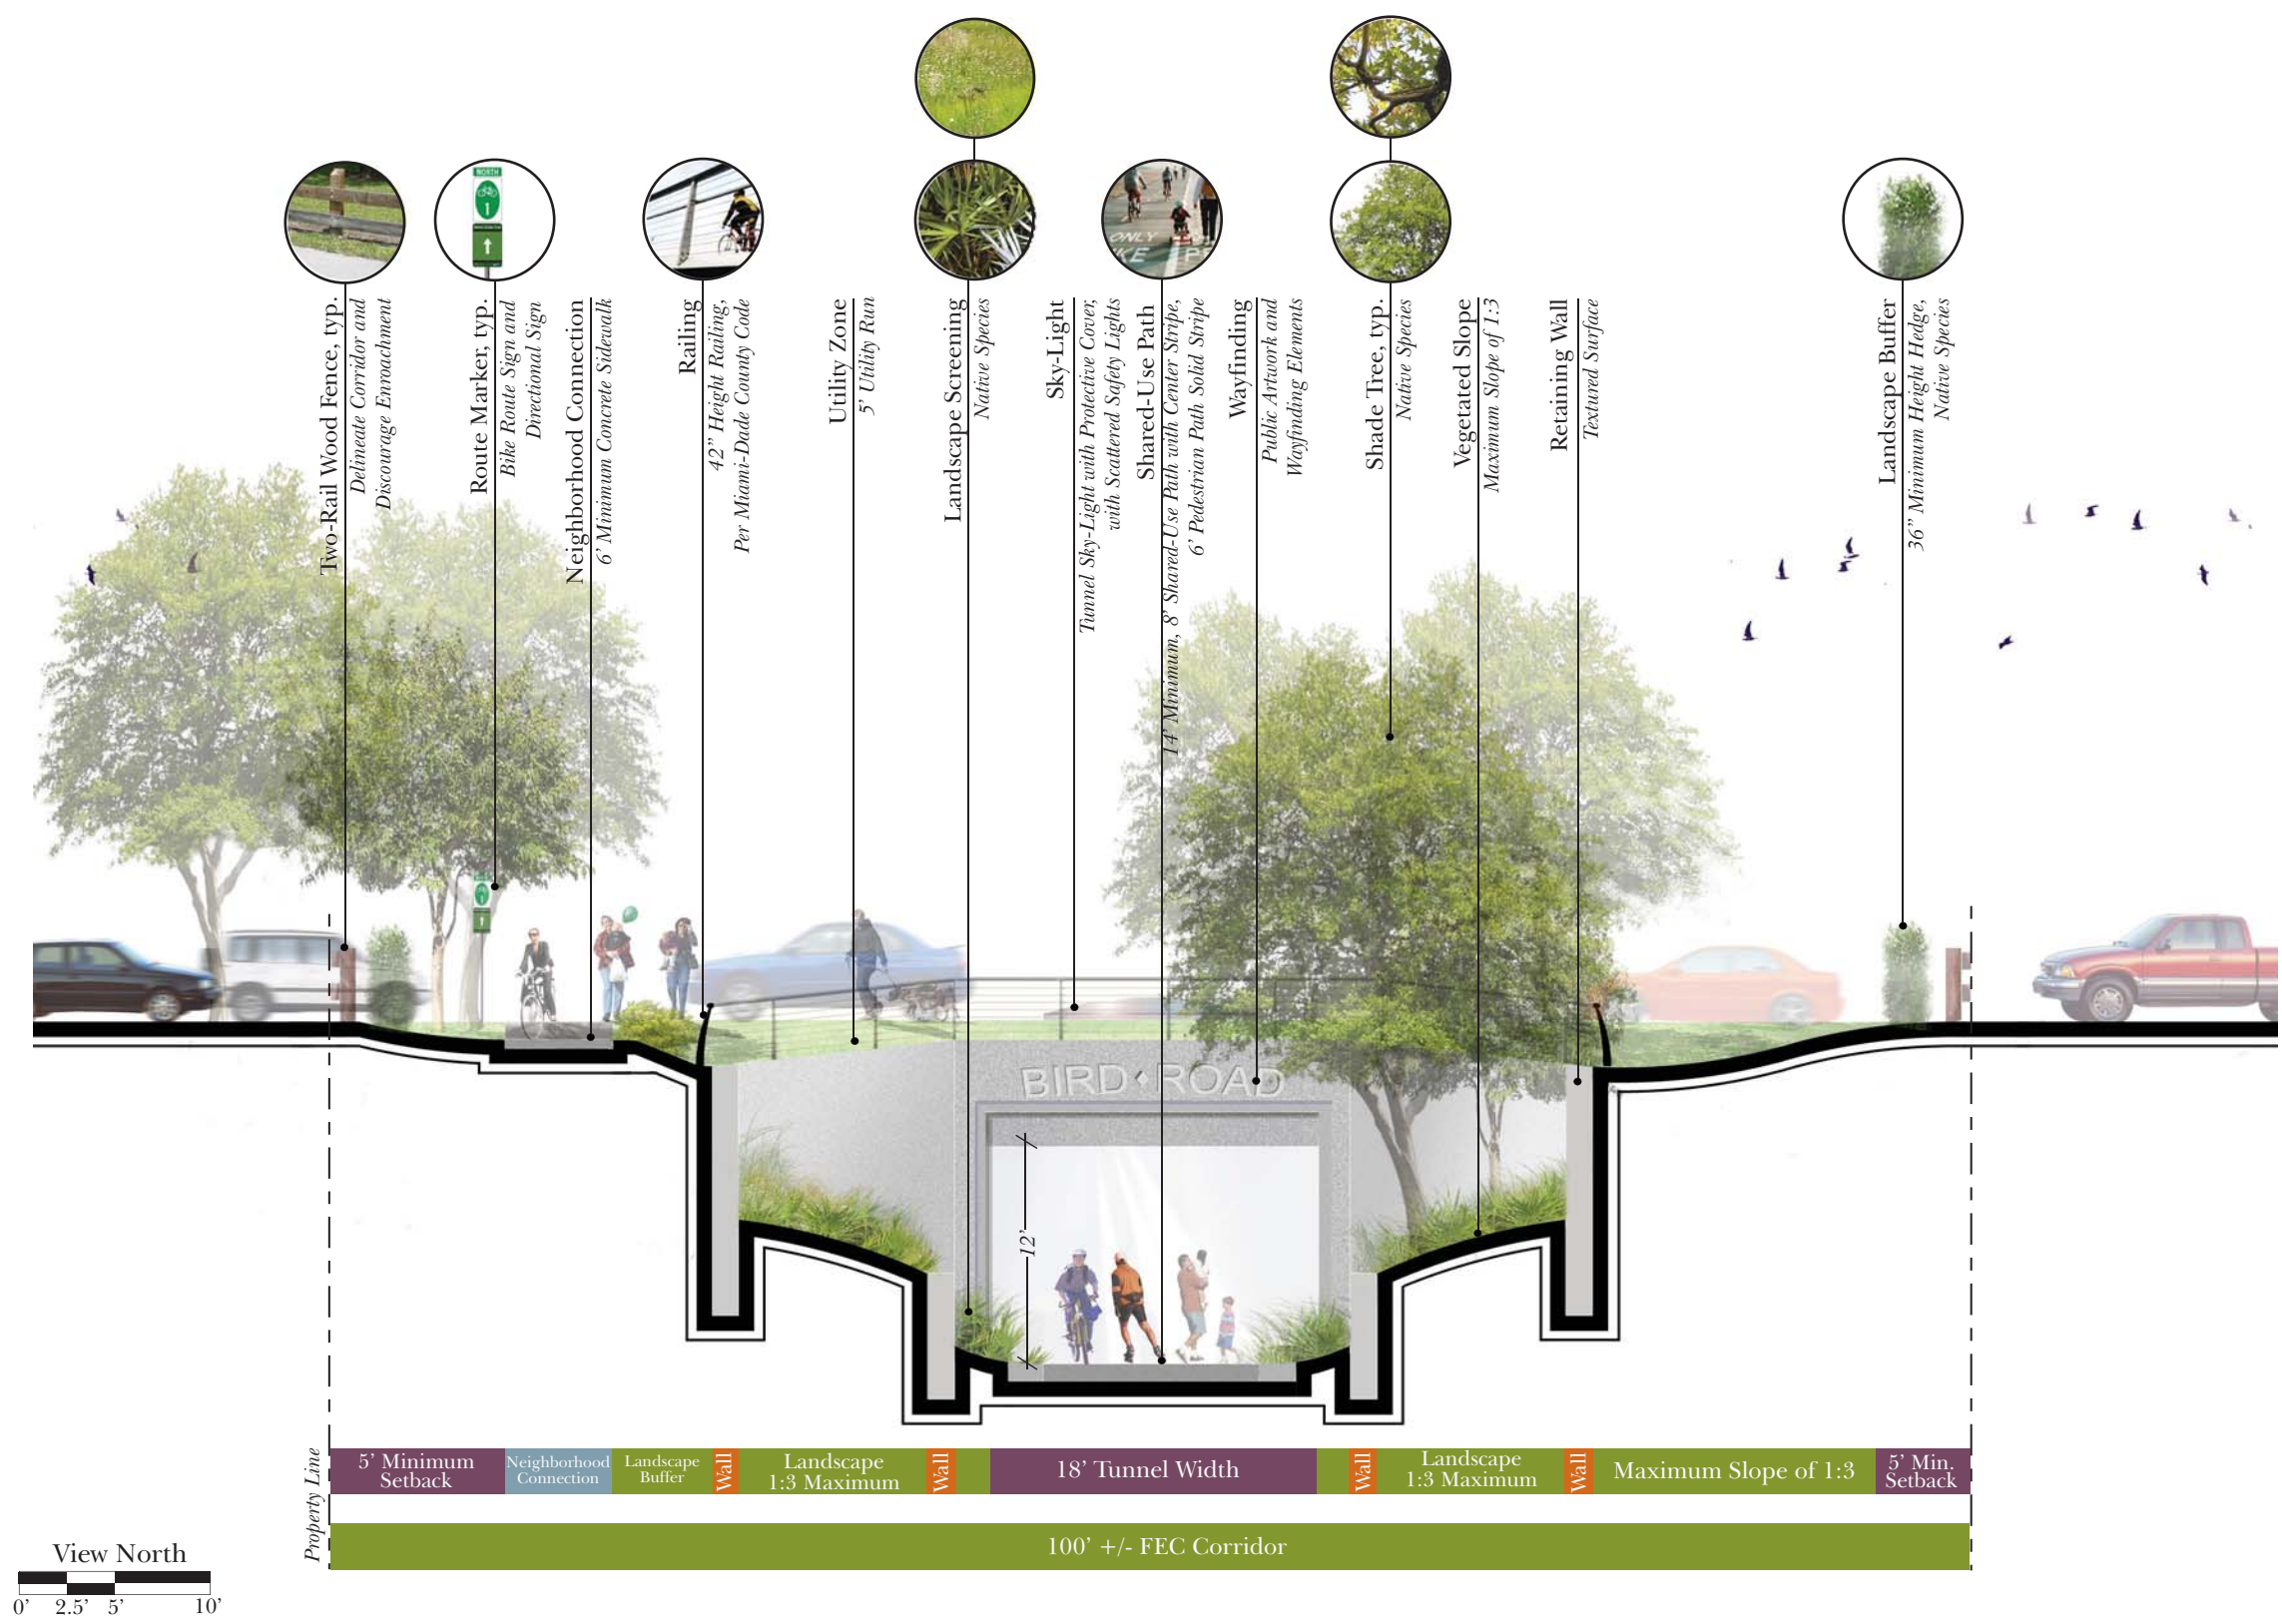 NORTH
1
ONLY
KE
Two-Rail Wood Fence, typ.
Delineate Corridor and
Discourage Enroachment
Route Marker, typ.
Bike Route Sign and
Directional Sign
Neighborhood Connection
6' Minimum Concrete Sidewalk
Railing
42" Height Railing,
Per Miami-Dade County Code
Utility Zone
5' Utility Run
Landscape Screening
Native Species
Sky-Light
Tunnel Sky-Light with Protective Cover,
with Scattered Safety Lights
Shared-Use Path
14' Minimum, 8' Shared-Use Path with Center Stripe,
6' Pedestrian Path Solid Stripe
Wayfinding
Public Artwork and
Wayfinding Elements
Shade Tree, typ.
Native Species
Vegetated Slope
Maximum Slope of 1:3
Retaining Wall
Textured Surface
Landscape Buffer
36" Minimum Height Hedge,
Native Species
1
BIRD ROAD
12'
Property Line
5' Minimum
Setback
Neighborhood
Connection
Landscape
Buffer
Wall
Landscape
1:3 Maximum
Wall
18' Tunnel Width
Wall
Landscape
1:3 Maximum
Wall
Maximum Slope of 1:3
5' Min.
Setback
100' +/- FEC Corridor
View North
0' 2.5' 5' 10'